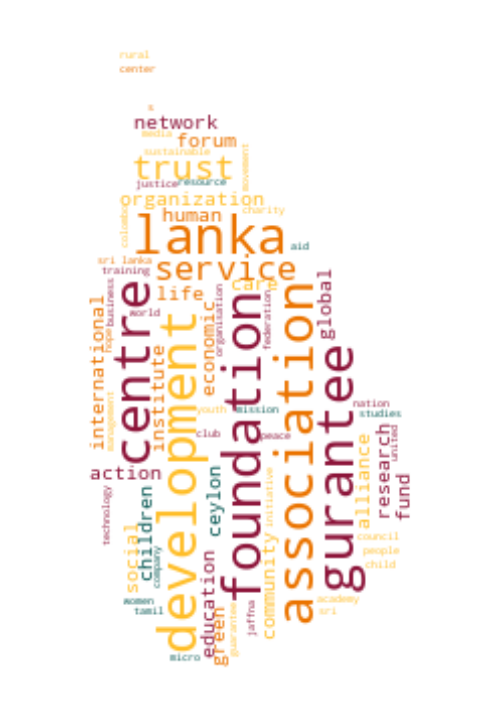 rural
center
s
network
media
forum
sustainable
trust
movement
justice
resource
organization
human
charity
colombo
lanka
aid
sri lanka
training
service
care
life
global
business
international
centre
world
hope
economic
organisation
federation
foundation
association
development
institute
management
gurantee
youth
mission
nation
studies
club
peace
action
research
united
alliance
fund
ceylon
children
technology
initiative
social
company
community
council
people
child
education
women
tamil
green
guarantee
jaffna
academy
sri
micro